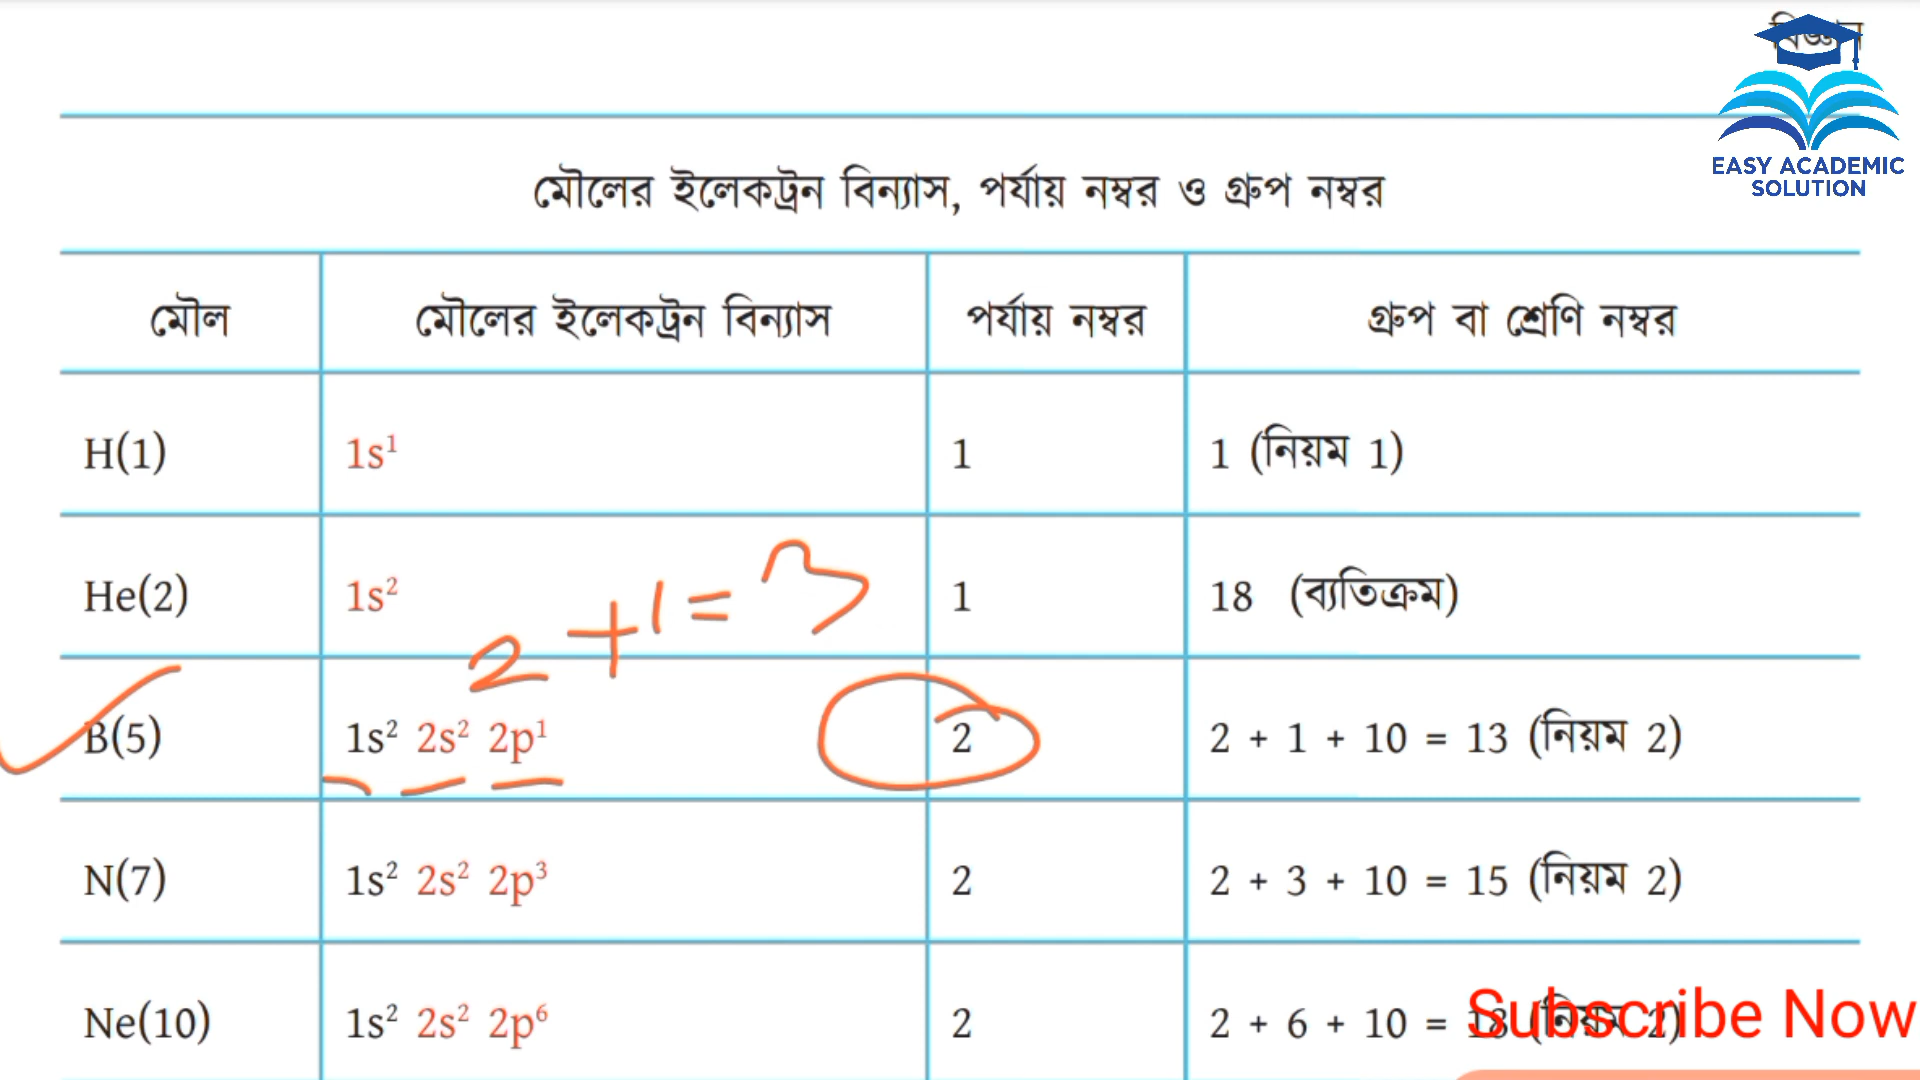 বিজ্ঞান
EASY ACADEMIC
SOLUTION
মৌলের ইলেকট্রন বিন্যাস, পর্যায় নম্বর ও গ্রুপ নম্বর
মৌল মৌলের ইলেকট্রন বিন্যাস পর্যায় নম্বর গ্রুপ বা শ্রেণি নম্বর
H(1) 1s¹ 1 1 (নিয়ম 1)
He(2) 1s² 1 18 (ব্যতিক্রম)
2 + 1 = 3
B(5) 1s² 2s² 2p¹ 2 2 + 1 + 10 = 13 (নিয়ম 2)
N(7) 1s² 2s² 2p³ 2 2 + 3 + 10 = 15 (নিয়ম 2)
Ne(10) 1s² 2s² 2p⁶ 2 2 + 6 + 10 = 18 (নিয়ম 2)
Subscribe Now